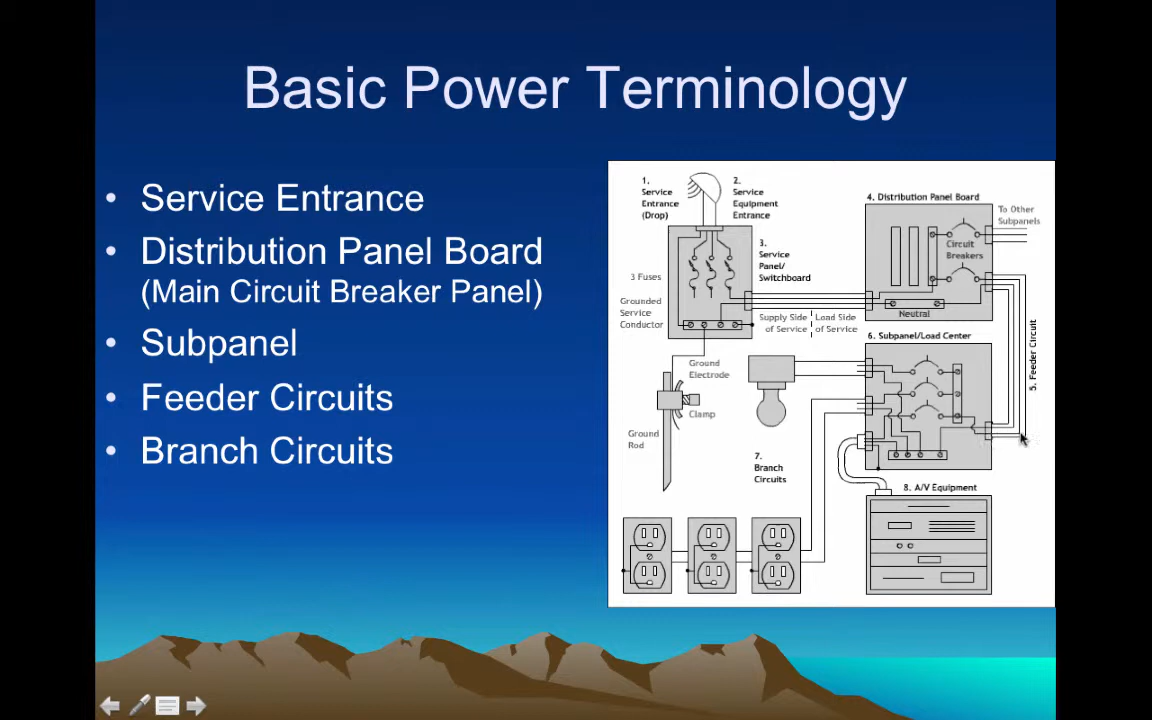 Basic Power Terminology
• Service Entrance
• Distribution Panel Board
(Main Circuit Breaker Panel)
• Subpanel
• Feeder Circuits
• Branch Circuits
1.
Service
Entrance
(Drop)
2.
Service
Equipment
Entrance
3.
Service
Panel/
Switchboard
3 Fuses
Grounded
Service
Conductor
Supply Side
of Service
Load Side
of Service
4. Distribution Panel Board
To Other
Subpanels
Circuit
Breakers
Neutral
5. Feeder Circuit
6. Subpanel/Load Center
Ground
Electrode
Clamp
Ground
Rod
7.
Branch
Circuits
8. A/V Equipment